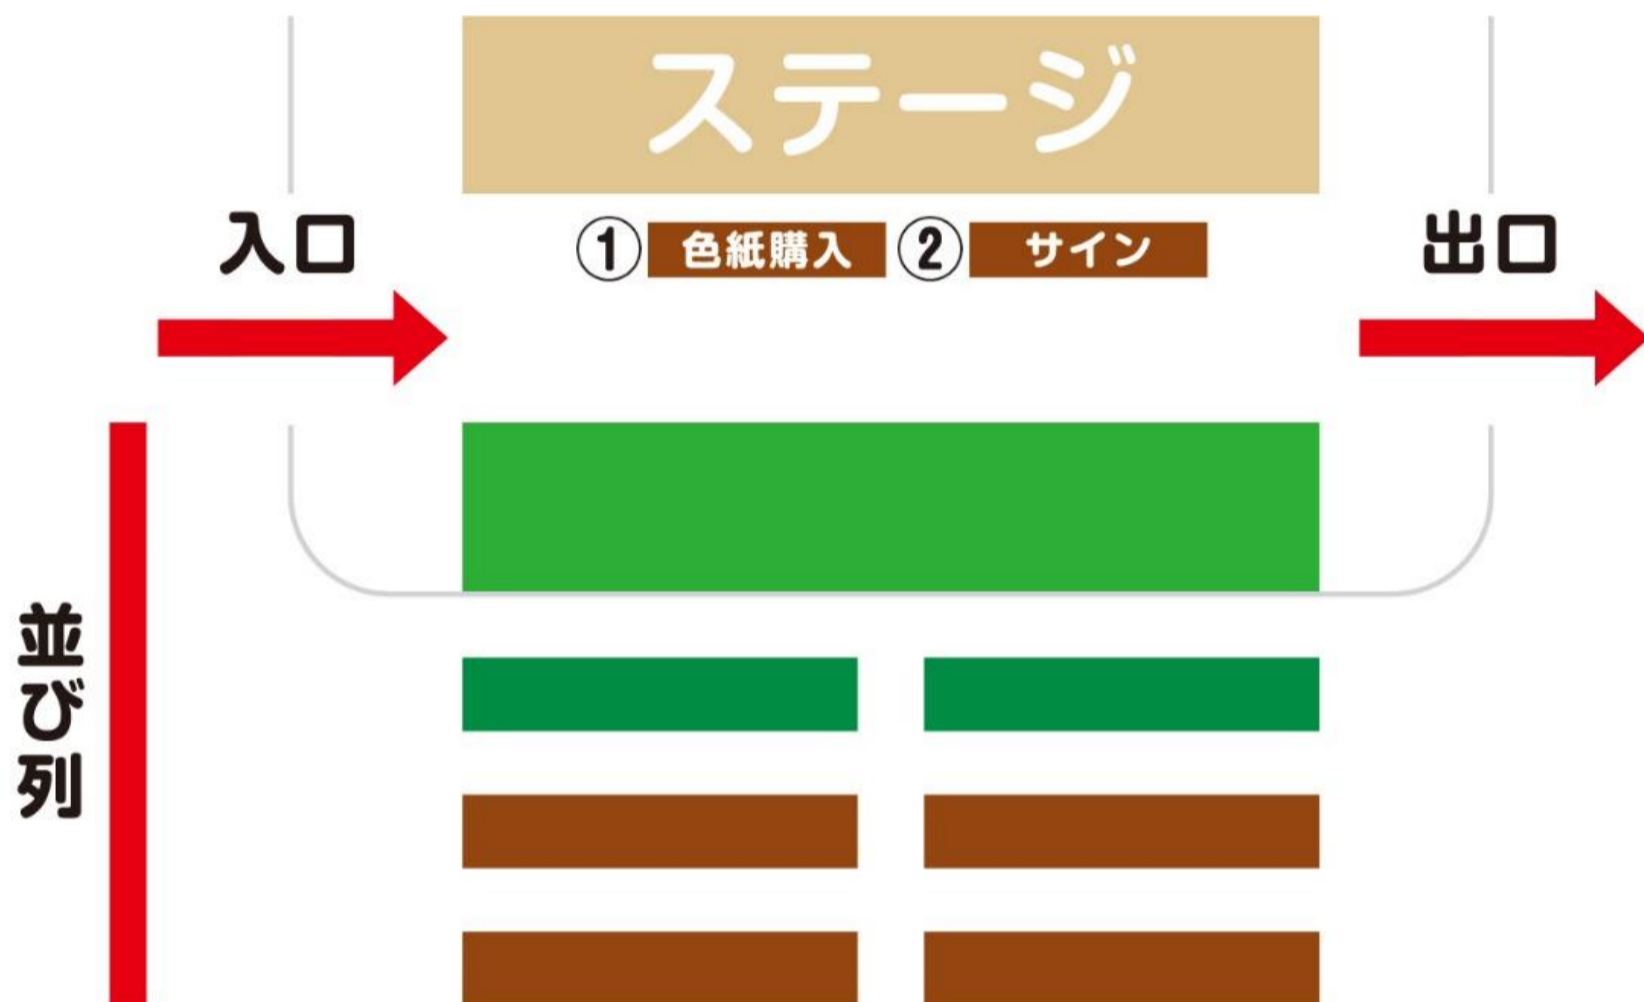 ステージ
入口
① 色紙購入 ② サイン
出口
並び列